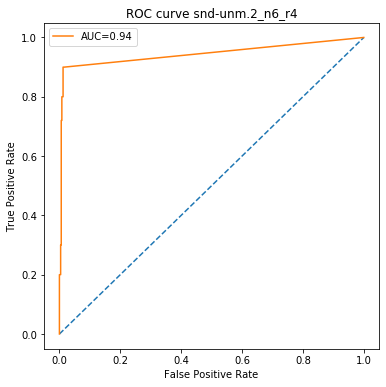 ROC curve snd-unm.2_n6_r4
AUC=0.94
True Positive Rate
1.0
0.8
0.6
0.4
0.2
0.0
0.0 0.2 0.4 0.6 0.8 1.0
False Positive Rate